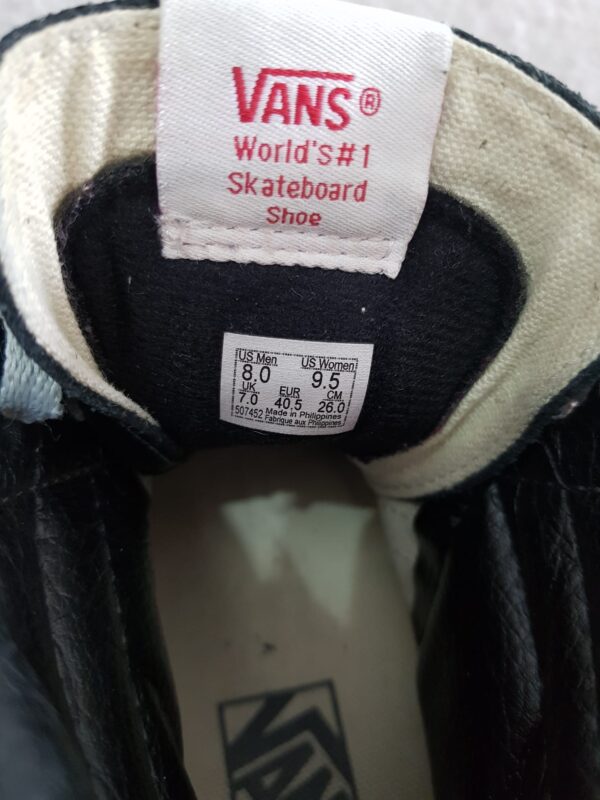 VANS®
World's#1
Skateboard
Shoe
US Men US Women
8.0 9.5
UK EUR CM
7.0 40.5 26.0
507452 Made in Philippines
Fabrique aux Philippines
VANS